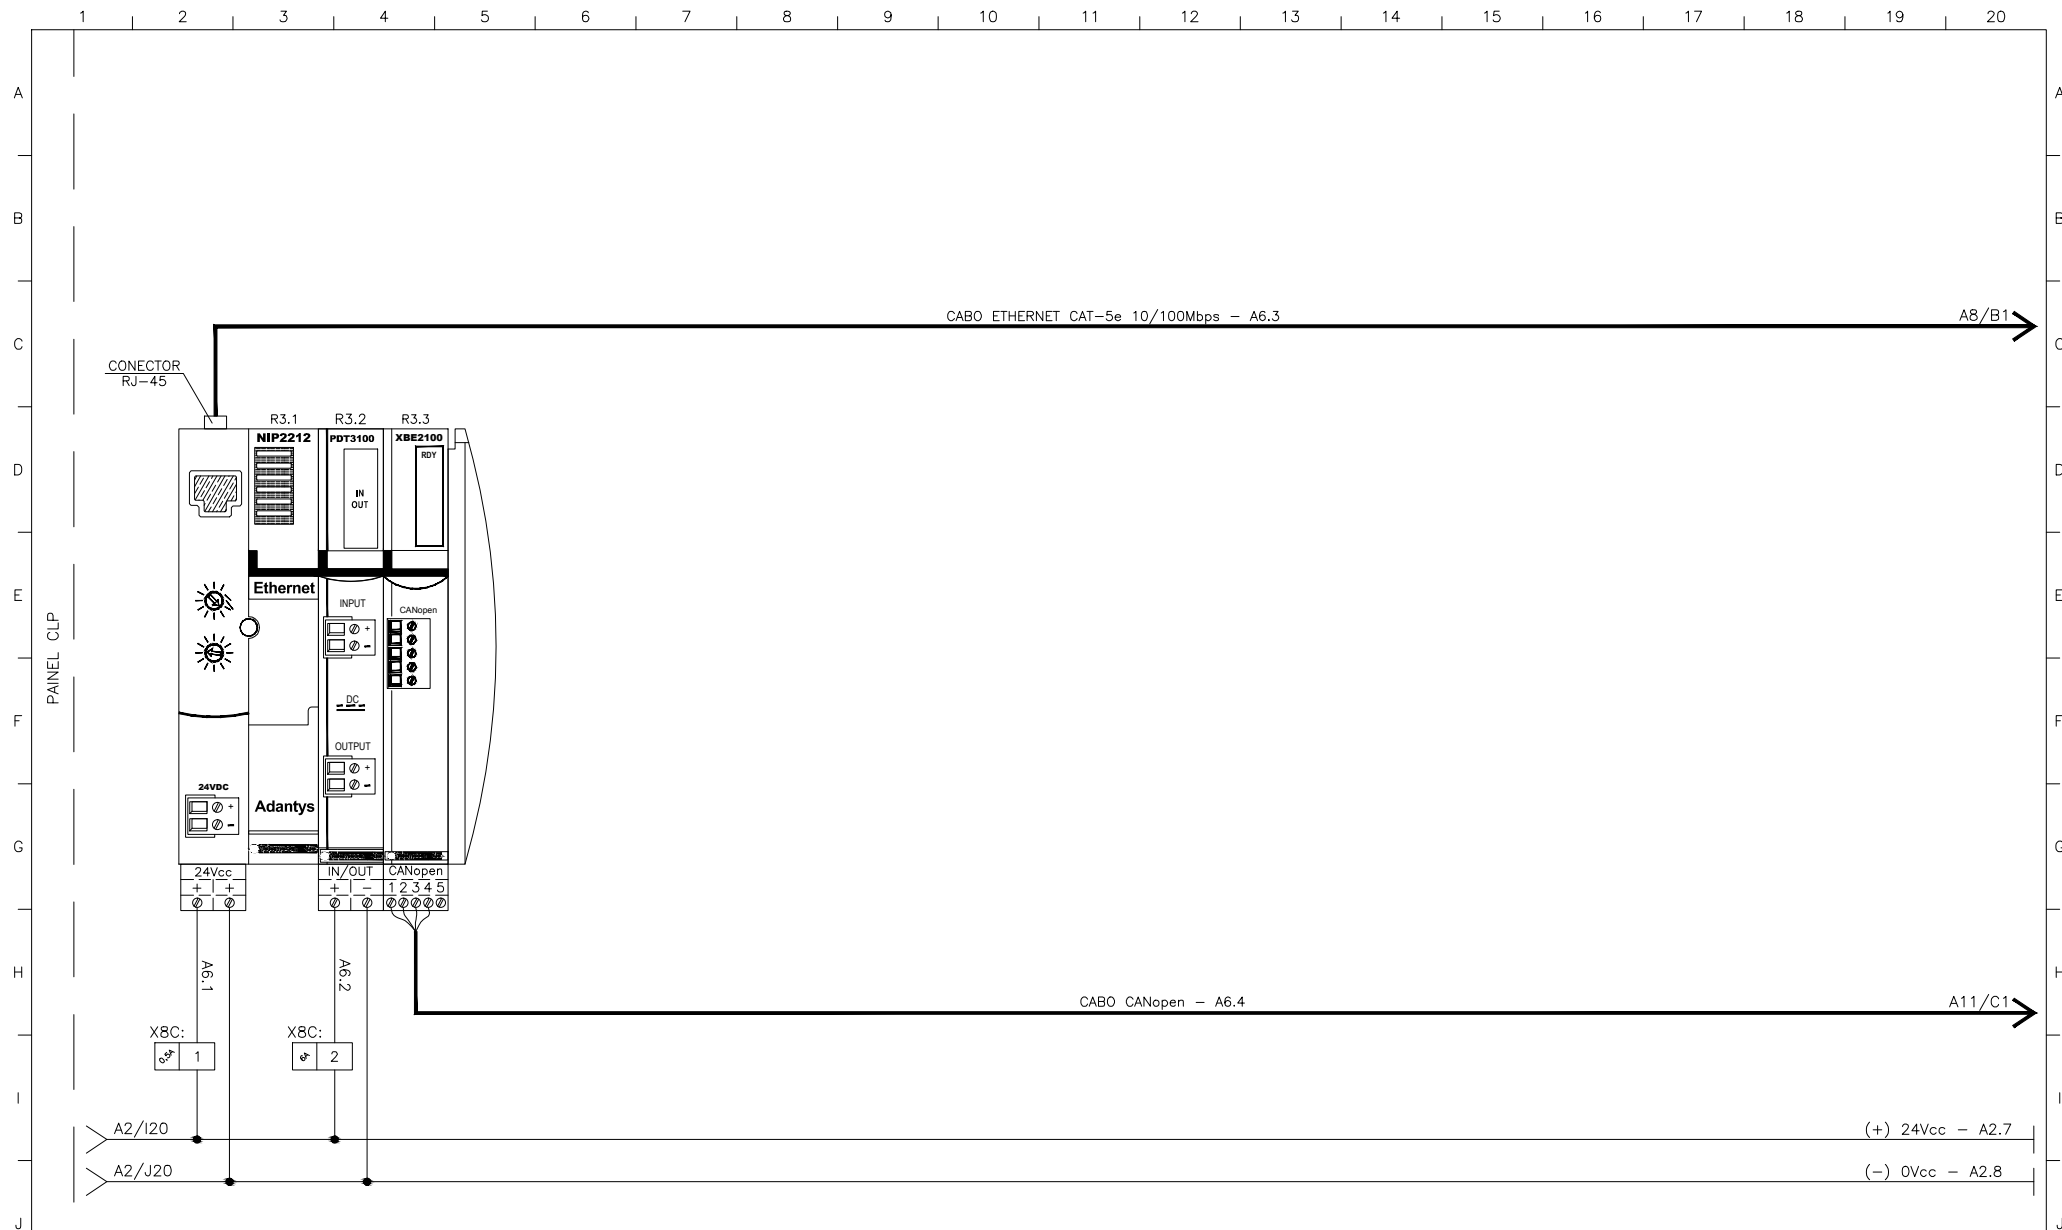 1 2 3 4 5 6 7 8 9 10 11 12 13 14 15 16 17 18 19 20
A A
B B
CABO ETHERNET CAT-5e 10/100Mbps - A6.3 A8/B1
C C
CONECTOR
RJ-45
R3.1 R3.2 R3.3
NIP2212 PDT3100 XBE2100
RDY
D D
IN
OUT
Ethernet
E E
INPUT
CANopen
+
-
PAINEL CLP
DC
F F
OUTPUT
+
-
24VDC
Adantys
+
-
G G
24Vcc IN/OUT CANopen
+ + + - 1 2 3 4 5
H H
A6.1 A6.2
CABO CANopen - A6.4 A11/C1
X8C: X8C:
0.5A 1 6A 2
I I
A2/I20 (+) 24Vcc - A2.7
A2/J20 (-) 0Vcc - A2.8
J J